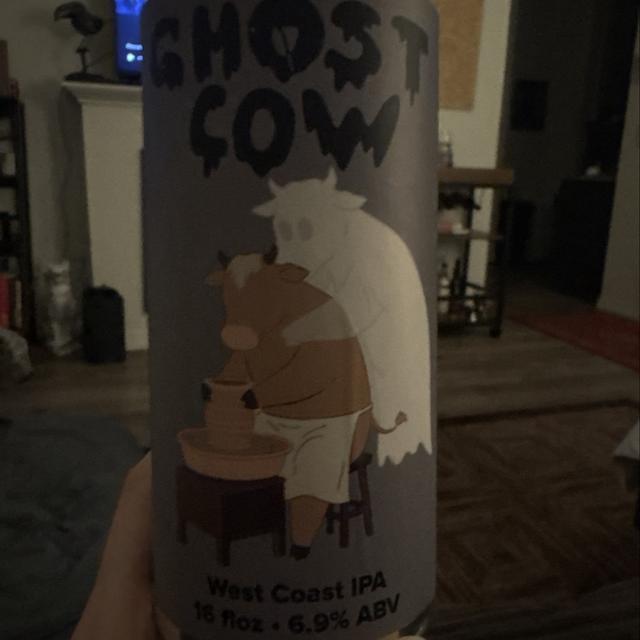 GHOST
COW
West Coast IPA
16 floz • 6.9% ABV